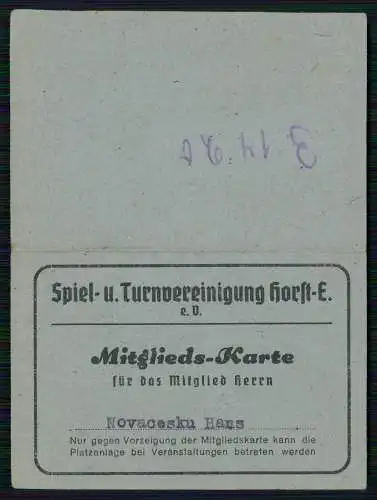 Spiel- u. Turnvereinigung Horst-E.
e. V.
Mitglieds-Karte
für das Mitglied Herrn
Novacesku Hans
Nur gegen Vorzeigung der Mitgliedskarte kann die
Platzanlage bei Veranstaltungen betreten werden